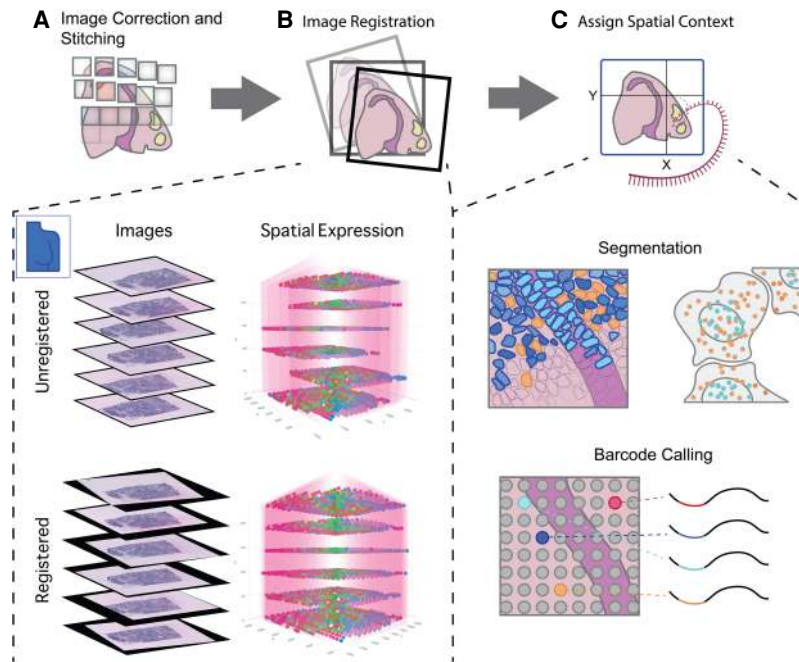 A Image Correction and
Stitching
B Image Registration
C Assign Spatial Context
Y
X
Images
Spatial Expression
Unregistered
Registered
Segmentation
Barcode Calling